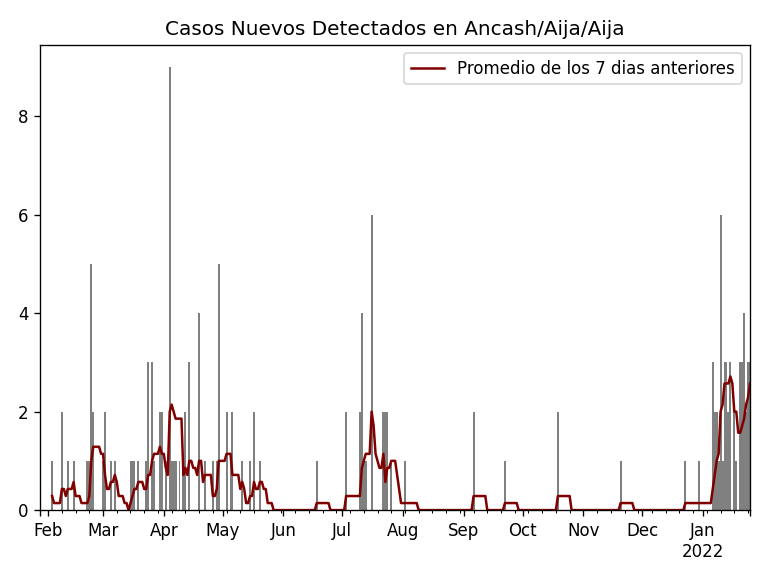 Casos Nuevos Detectados en Ancash/Aija/Aija
Promedio de los 7 dias anteriores
8
6
4
2
0
Feb Mar Apr May Jun Jul Aug Sep Oct Nov Dec Jan
2022